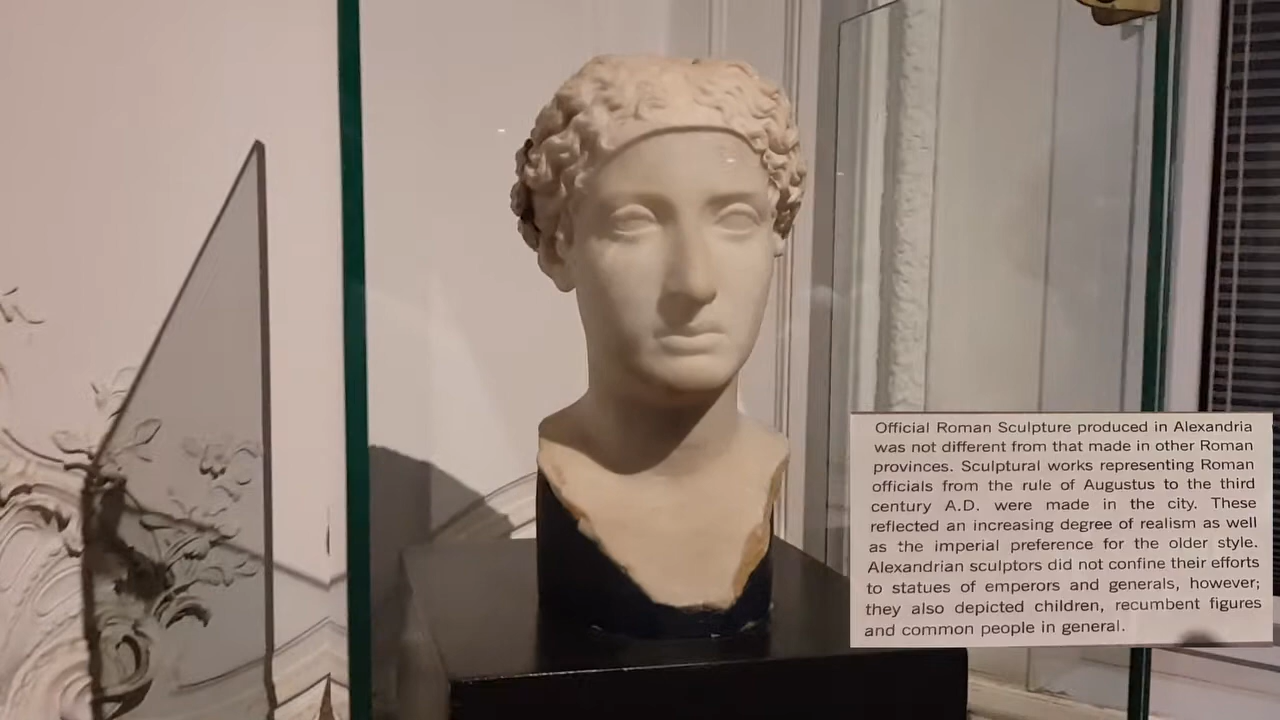 Official Roman Sculpture produced in Alexandria
was not different from that made in other Roman
provinces. Sculptural works representing Roman
officials from the rule of Augustus to the third
century A.D. were made in the city. These
reflected an increasing degree of realism as well
as the imperial preference for the older style.
Alexandrian sculptors did not confine their efforts
to statues of emperors and generals, however;
they also depicted children, recumbent figures
and common people in general.